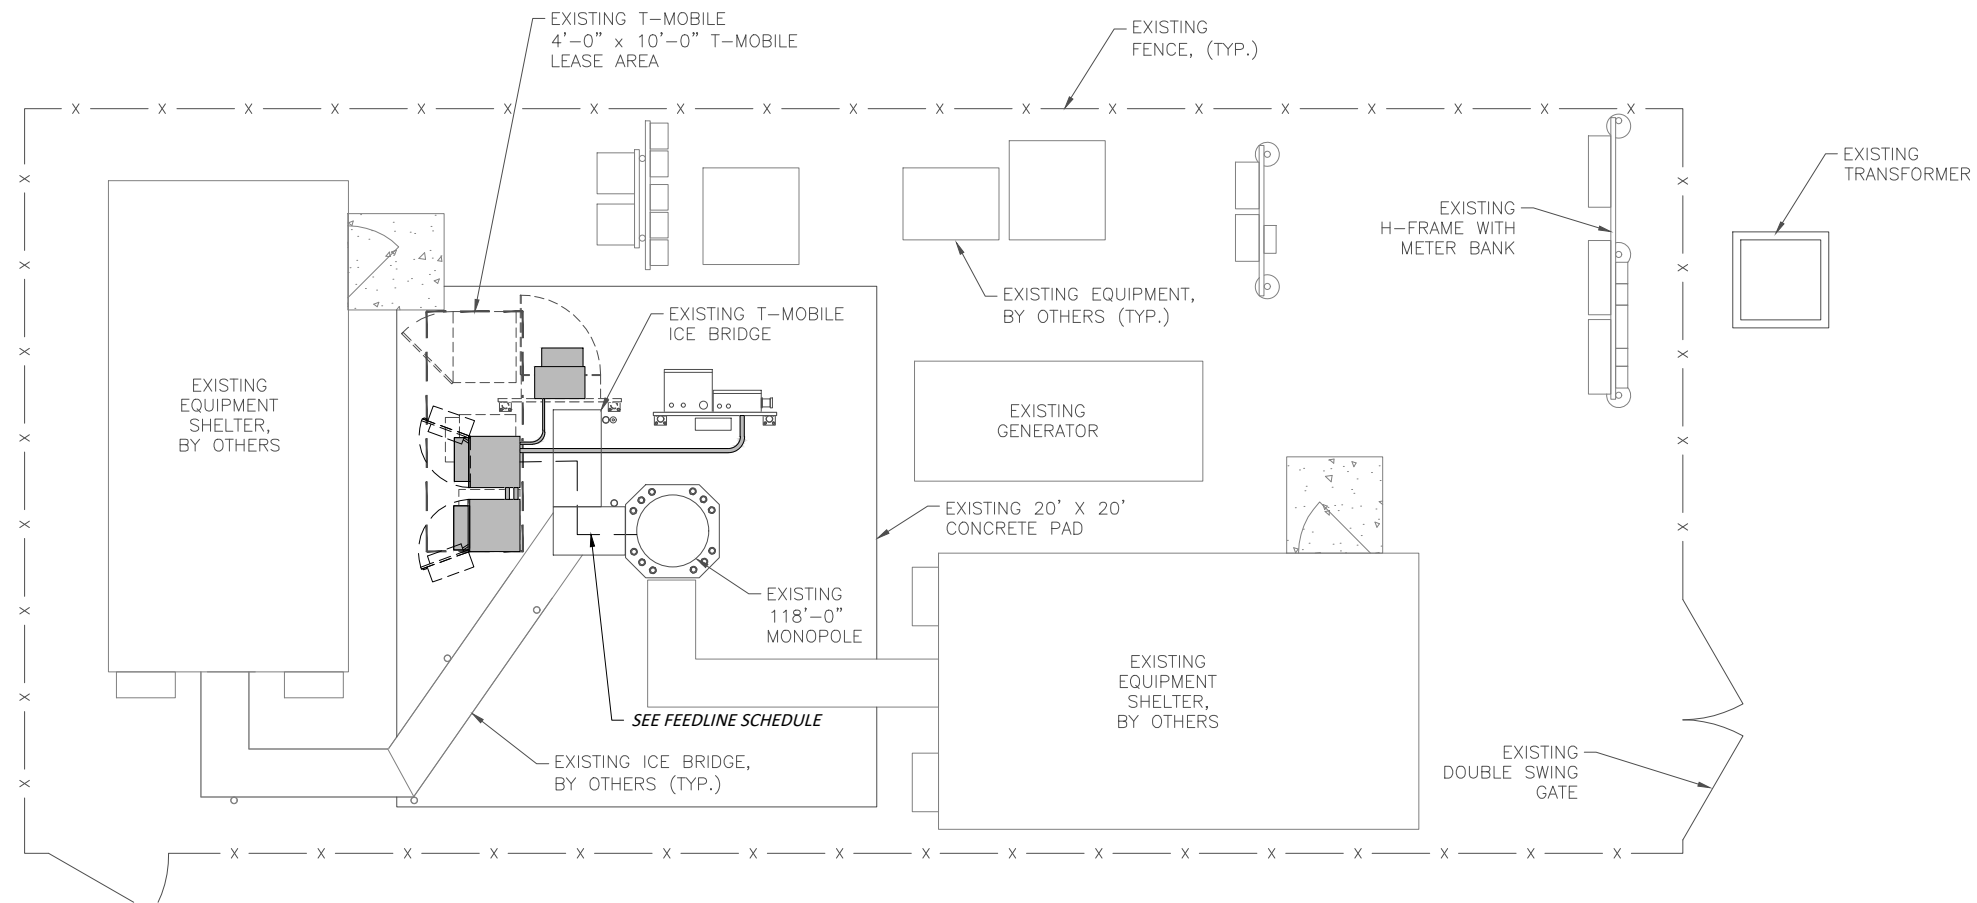 EXISTING T-MOBILE
4'-0" x 10'-0" T-MOBILE
LEASE AREA
EXISTING
FENCE, (TYP.)
EXISTING
TRANSFORMER
EXISTING
H-FRAME WITH
METER BANK
EXISTING EQUIPMENT,
BY OTHERS (TYP.)
EXISTING T-MOBILE
ICE BRIDGE
EXISTING
EQUIPMENT
SHELTER,
BY OTHERS
EXISTING
GENERATOR
EXISTING 20' X 20'
CONCRETE PAD
EXISTING
118'-0"
MONOPOLE
EXISTING
EQUIPMENT
SHELTER,
BY OTHERS
SEE FEEDLINE SCHEDULE
EXISTING ICE BRIDGE,
BY OTHERS (TYP.)
EXISTING
DOUBLE SWING
GATE